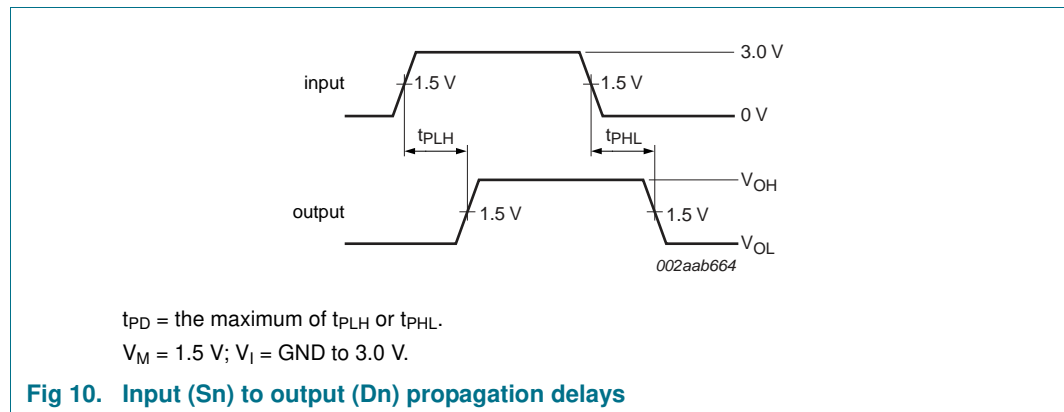 3.0 V
input
1.5 V
1.5 V
0 V
tPLH
tPHL
VOH
output
1.5 V
1.5 V
VOL
002aab664
tPD = the maximum of tPLH or tPHL.
VM = 1.5 V; VI = GND to 3.0 V.
Fig 10. Input (Sn) to output (Dn) propagation delays